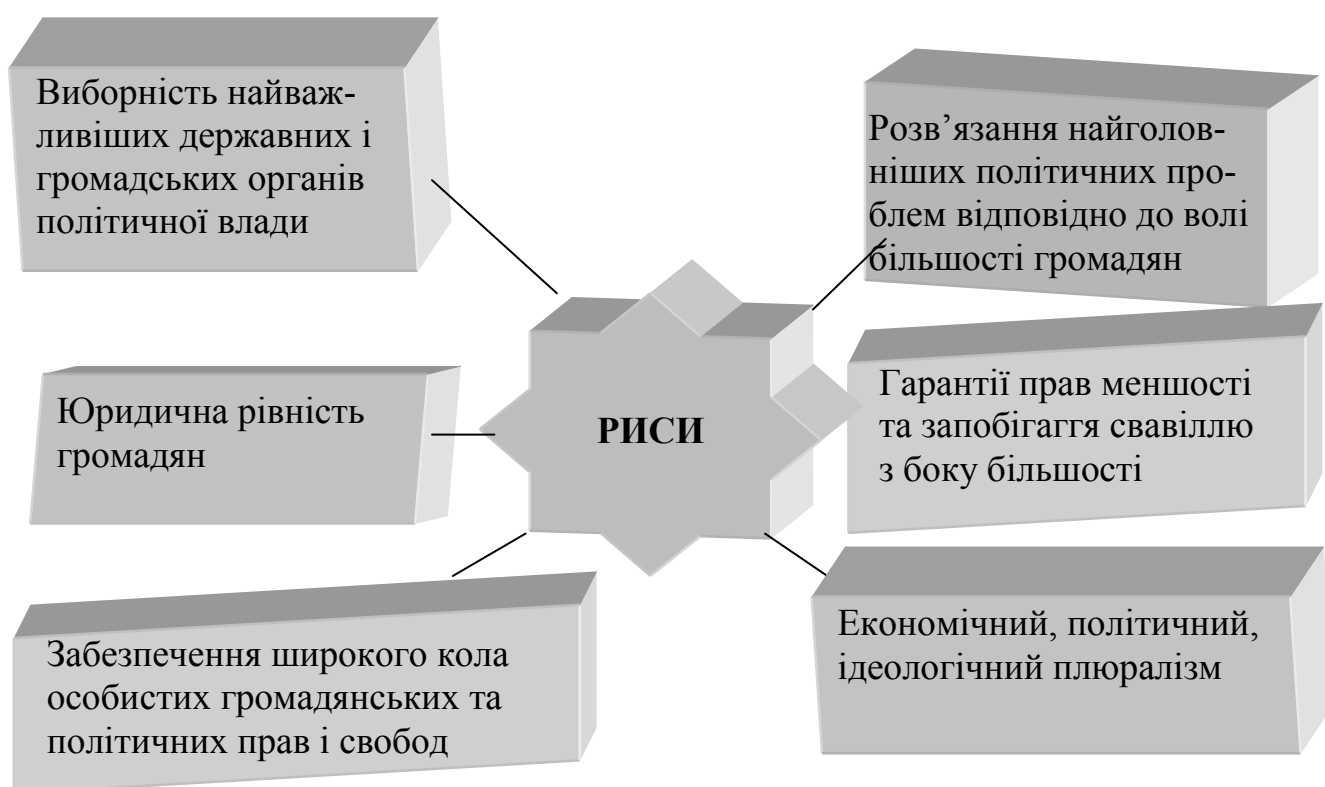 Виборність найваж-
ливіших державних і
громадських органів
політичної влади
Розв’язання найголов-
ніших політичних про-
блем відповідно до волі
більшості громадян
Юридична рівність
громадян
РИСИ
Гарантії прав меншості
та запобігаггя свавіллю
з боку більшості
Забезпечення широкого кола
особистих громадянських та
політичних прав і свобод
Економічний, політичний,
ідеологічний плюралізм